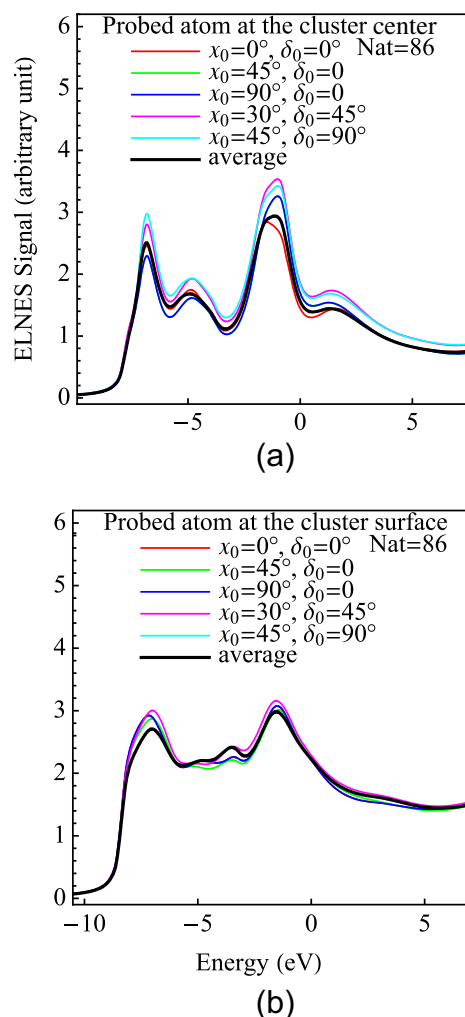 Probed atom at the cluster center
x₀=0°, δ₀=0° Nat=86
x₀=45°, δ₀=0
x₀=90°, δ₀=0
x₀=30°, δ₀=45°
x₀=45°, δ₀=90°
average
ELNES Signal (arbitrary unit)
6
5
4
3
2
1
0
−5 0 5
(a)
Probed atom at the cluster surface
x₀=0°, δ₀=0° Nat=86
x₀=45°, δ₀=0
x₀=90°, δ₀=0
x₀=30°, δ₀=45°
x₀=45°, δ₀=90°
average
6
5
4
3
2
1
0
−10 −5 0 5
Energy (eV)
(b)